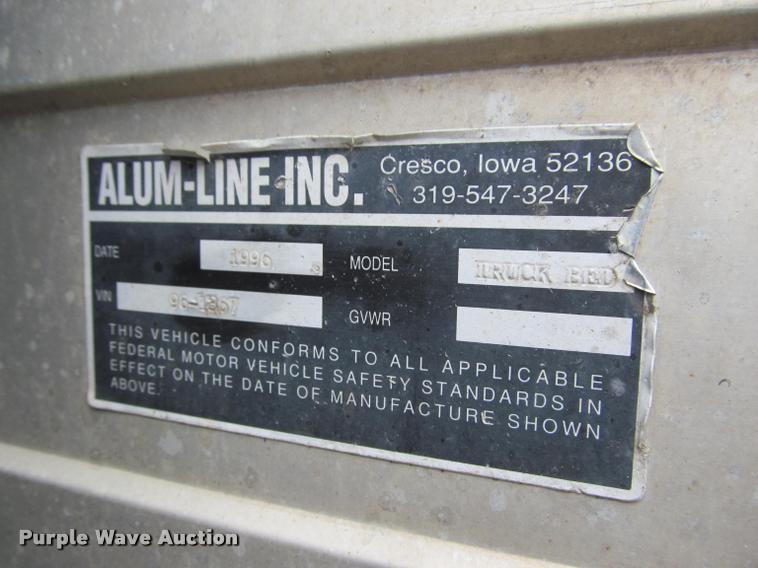 ALUM-LINE INC. Cresco, Iowa 52136
319-547-3247
DATE 1996 MODEL TRUCK BED
VIN 96-1267 GVWR
THIS VEHICLE CONFORMS TO ALL APPLICABLE
FEDERAL MOTOR VEHICLE SAFETY STANDARDS IN
EFFECT ON THE DATE OF MANUFACTURE SHOWN
ABOVE.
Purple Wave Auction